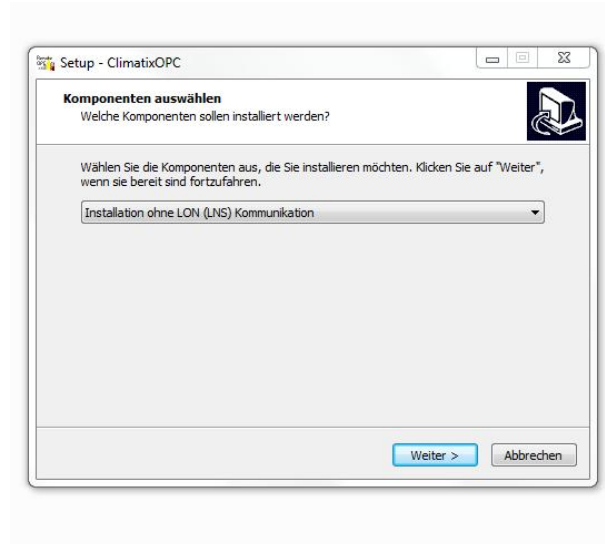 Setup - ClimatixOPC
Komponenten auswählen
Welche Komponenten sollen installiert werden?
Wählen Sie die Komponenten aus, die Sie installieren möchten. Klicken Sie auf "Weiter",
wenn sie bereit sind fortzufahren.
Installation ohne LON (LNS) Kommunikation
Weiter >
Abbrechen